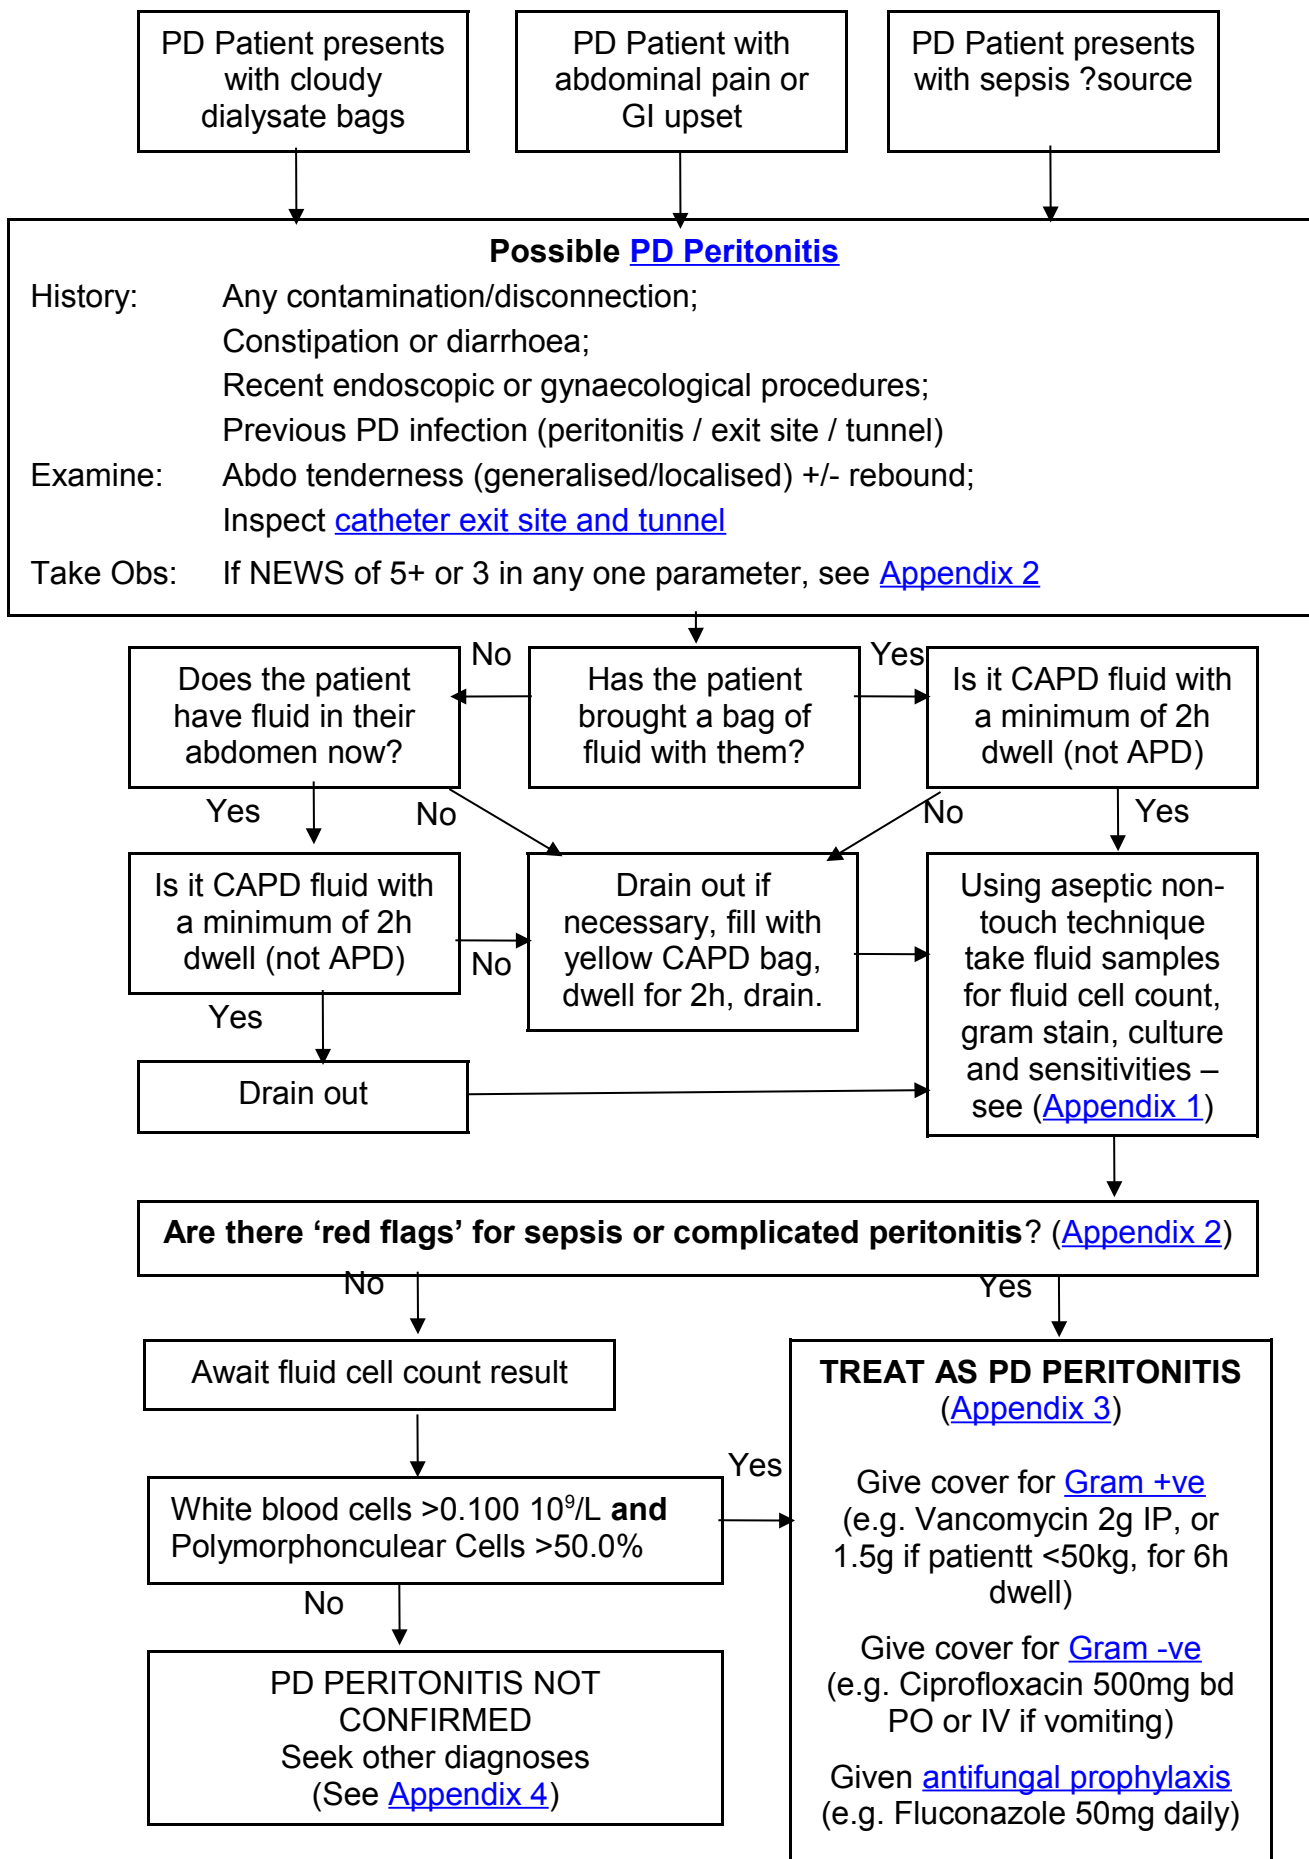 PD Patient presents
with cloudy
dialysate bags
PD Patient with
abdominal pain or
GI upset
PD Patient presents
with sepsis ?source
Possible PD Peritonitis
History: Any contamination/disconnection;
Constipation or diarrhoea;
Recent endoscopic or gynaecological procedures;
Previous PD infection (peritonitis / exit site / tunnel)
Examine: Abdo tenderness (generalised/localised) +/- rebound;
Inspect catheter exit site and tunnel
Take Obs: If NEWS of 5+ or 3 in any one parameter, see Appendix 2
Does the patient
have fluid in their
abdomen now?
No
Has the patient
brought a bag of
fluid with them?
Yes
Is it CAPD fluid with
a minimum of 2h
dwell (not APD)
Yes
No
No
Yes
Is it CAPD fluid with
a minimum of 2h
dwell (not APD)
No
Drain out if
necessary, fill with
yellow CAPD bag,
dwell for 2h, drain.
Using aseptic non-
touch technique
take fluid samples
for fluid cell count,
gram stain, culture
and sensitivities –
see (Appendix 1)
Yes
Drain out
Are there ‘red flags’ for sepsis or complicated peritonitis? (Appendix 2)
No
Yes
Await fluid cell count result
White blood cells >0.100 10⁹/L and
Polymorphonculear Cells >50.0%
Yes
No
PD PERITONITIS NOT
CONFIRMED
Seek other diagnoses
(See Appendix 4)
TREAT AS PD PERITONITIS
(Appendix 3)
Give cover for Gram +ve
(e.g. Vancomycin 2g IP, or
1.5g if patientt <50kg, for 6h
dwell)
Give cover for Gram -ve
(e.g. Ciprofloxacin 500mg bd
PO or IV if vomiting)
Given antifungal prophylaxis
(e.g. Fluconazole 50mg daily)